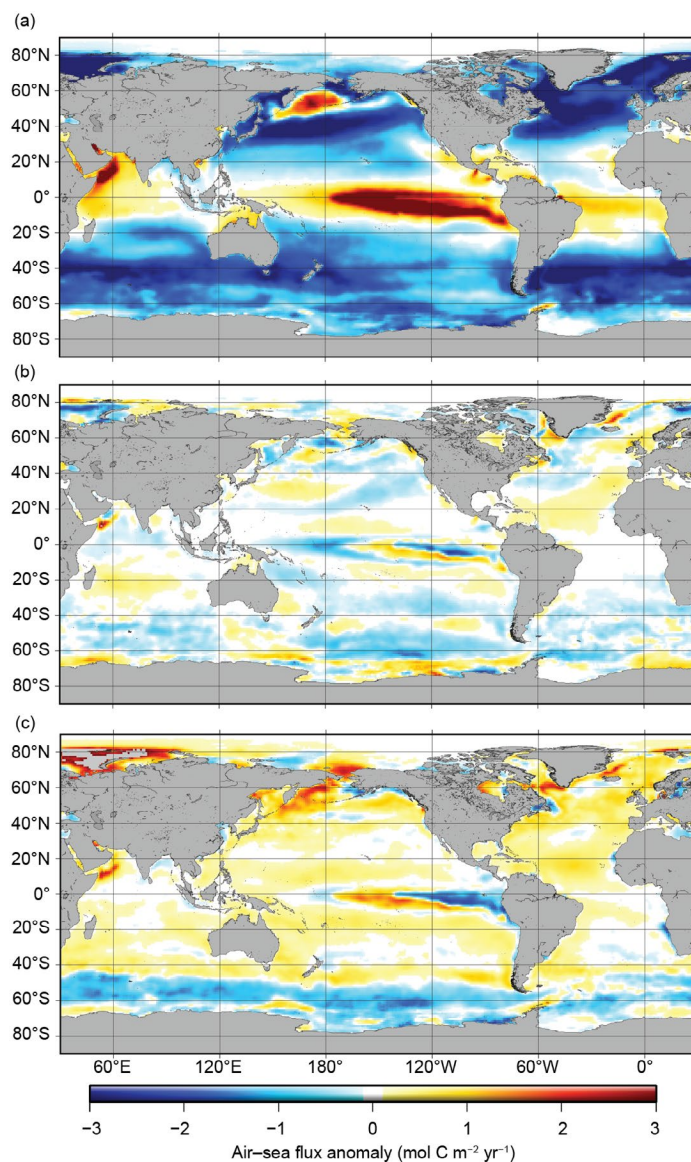 (a)
80°N
60°N
40°N
20°N
0°
20°S
40°S
60°S
80°S
(b)
80°N
60°N
40°N
20°N
0°
20°S
40°S
60°S
80°S
(c)
80°N
60°N
40°N
20°N
0°
20°S
40°S
60°S
80°S
60°E 120°E 180° 120°W 60°W 0°
−3 −2 −1 0 1 2 3
Air–sea flux anomaly (mol C m⁻² yr⁻¹)